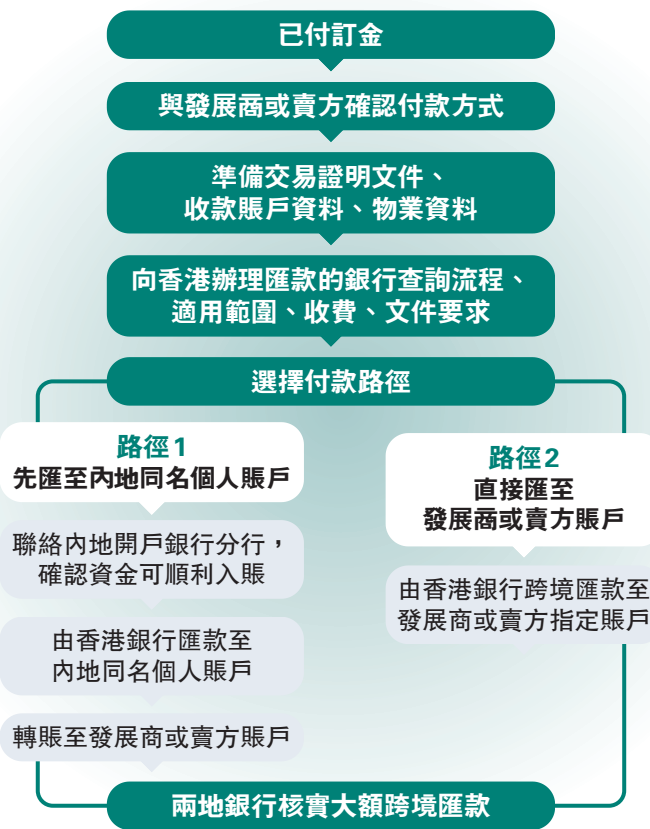 已付訂金
與發展商或賣方確認付款方式
準備交易證明文件、
收款賬戶資料、物業資料
向香港辦理匯款的銀行查詢流程、
適用範圍、收費、文件要求
選擇付款路徑
路徑1
先匯至內地同名個人賬戶
聯絡內地開戶銀行分行，
確認資金可順利入賬
由香港銀行匯款至
內地同名個人賬戶
轉賬至發展商或賣方賬戶
路徑2
直接匯至
發展商或賣方賬戶
由香港銀行跨境匯款至
發展商或賣方指定賬戶
兩地銀行核實大額跨境匯款